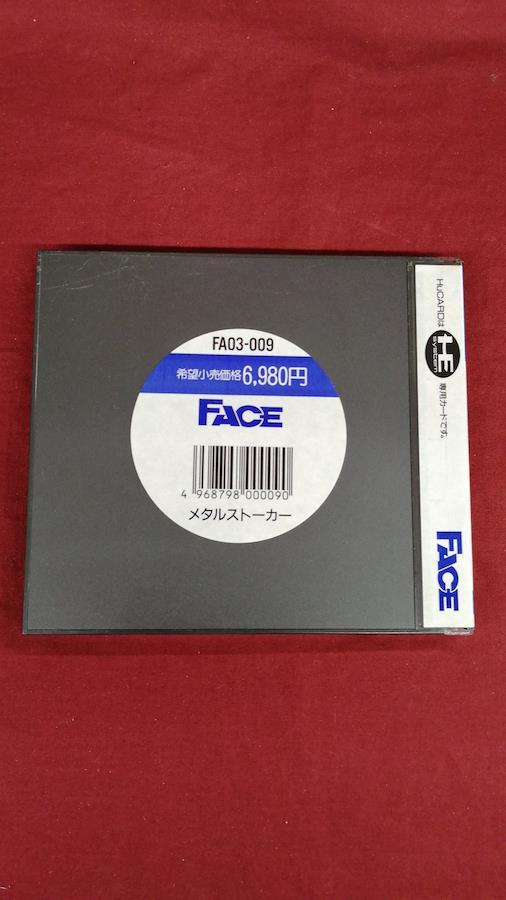 FA03-009
希望小売価格6,980円
FACE
4 968798 000090
メタルストーカー
HuCARDは
HE
SYSTEM
専用カードです。
FACE